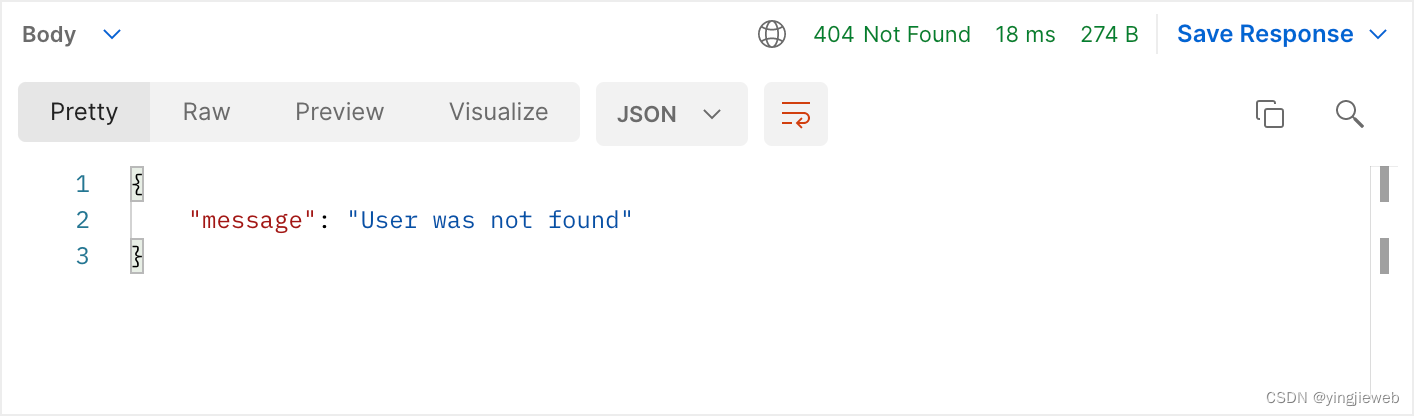 Body 404 Not Found 18 ms 274 B Save Response
Pretty Raw Preview Visualize JSON
1 {
2 "message": "User was not found"
3 }
CSDN @yingjieweb